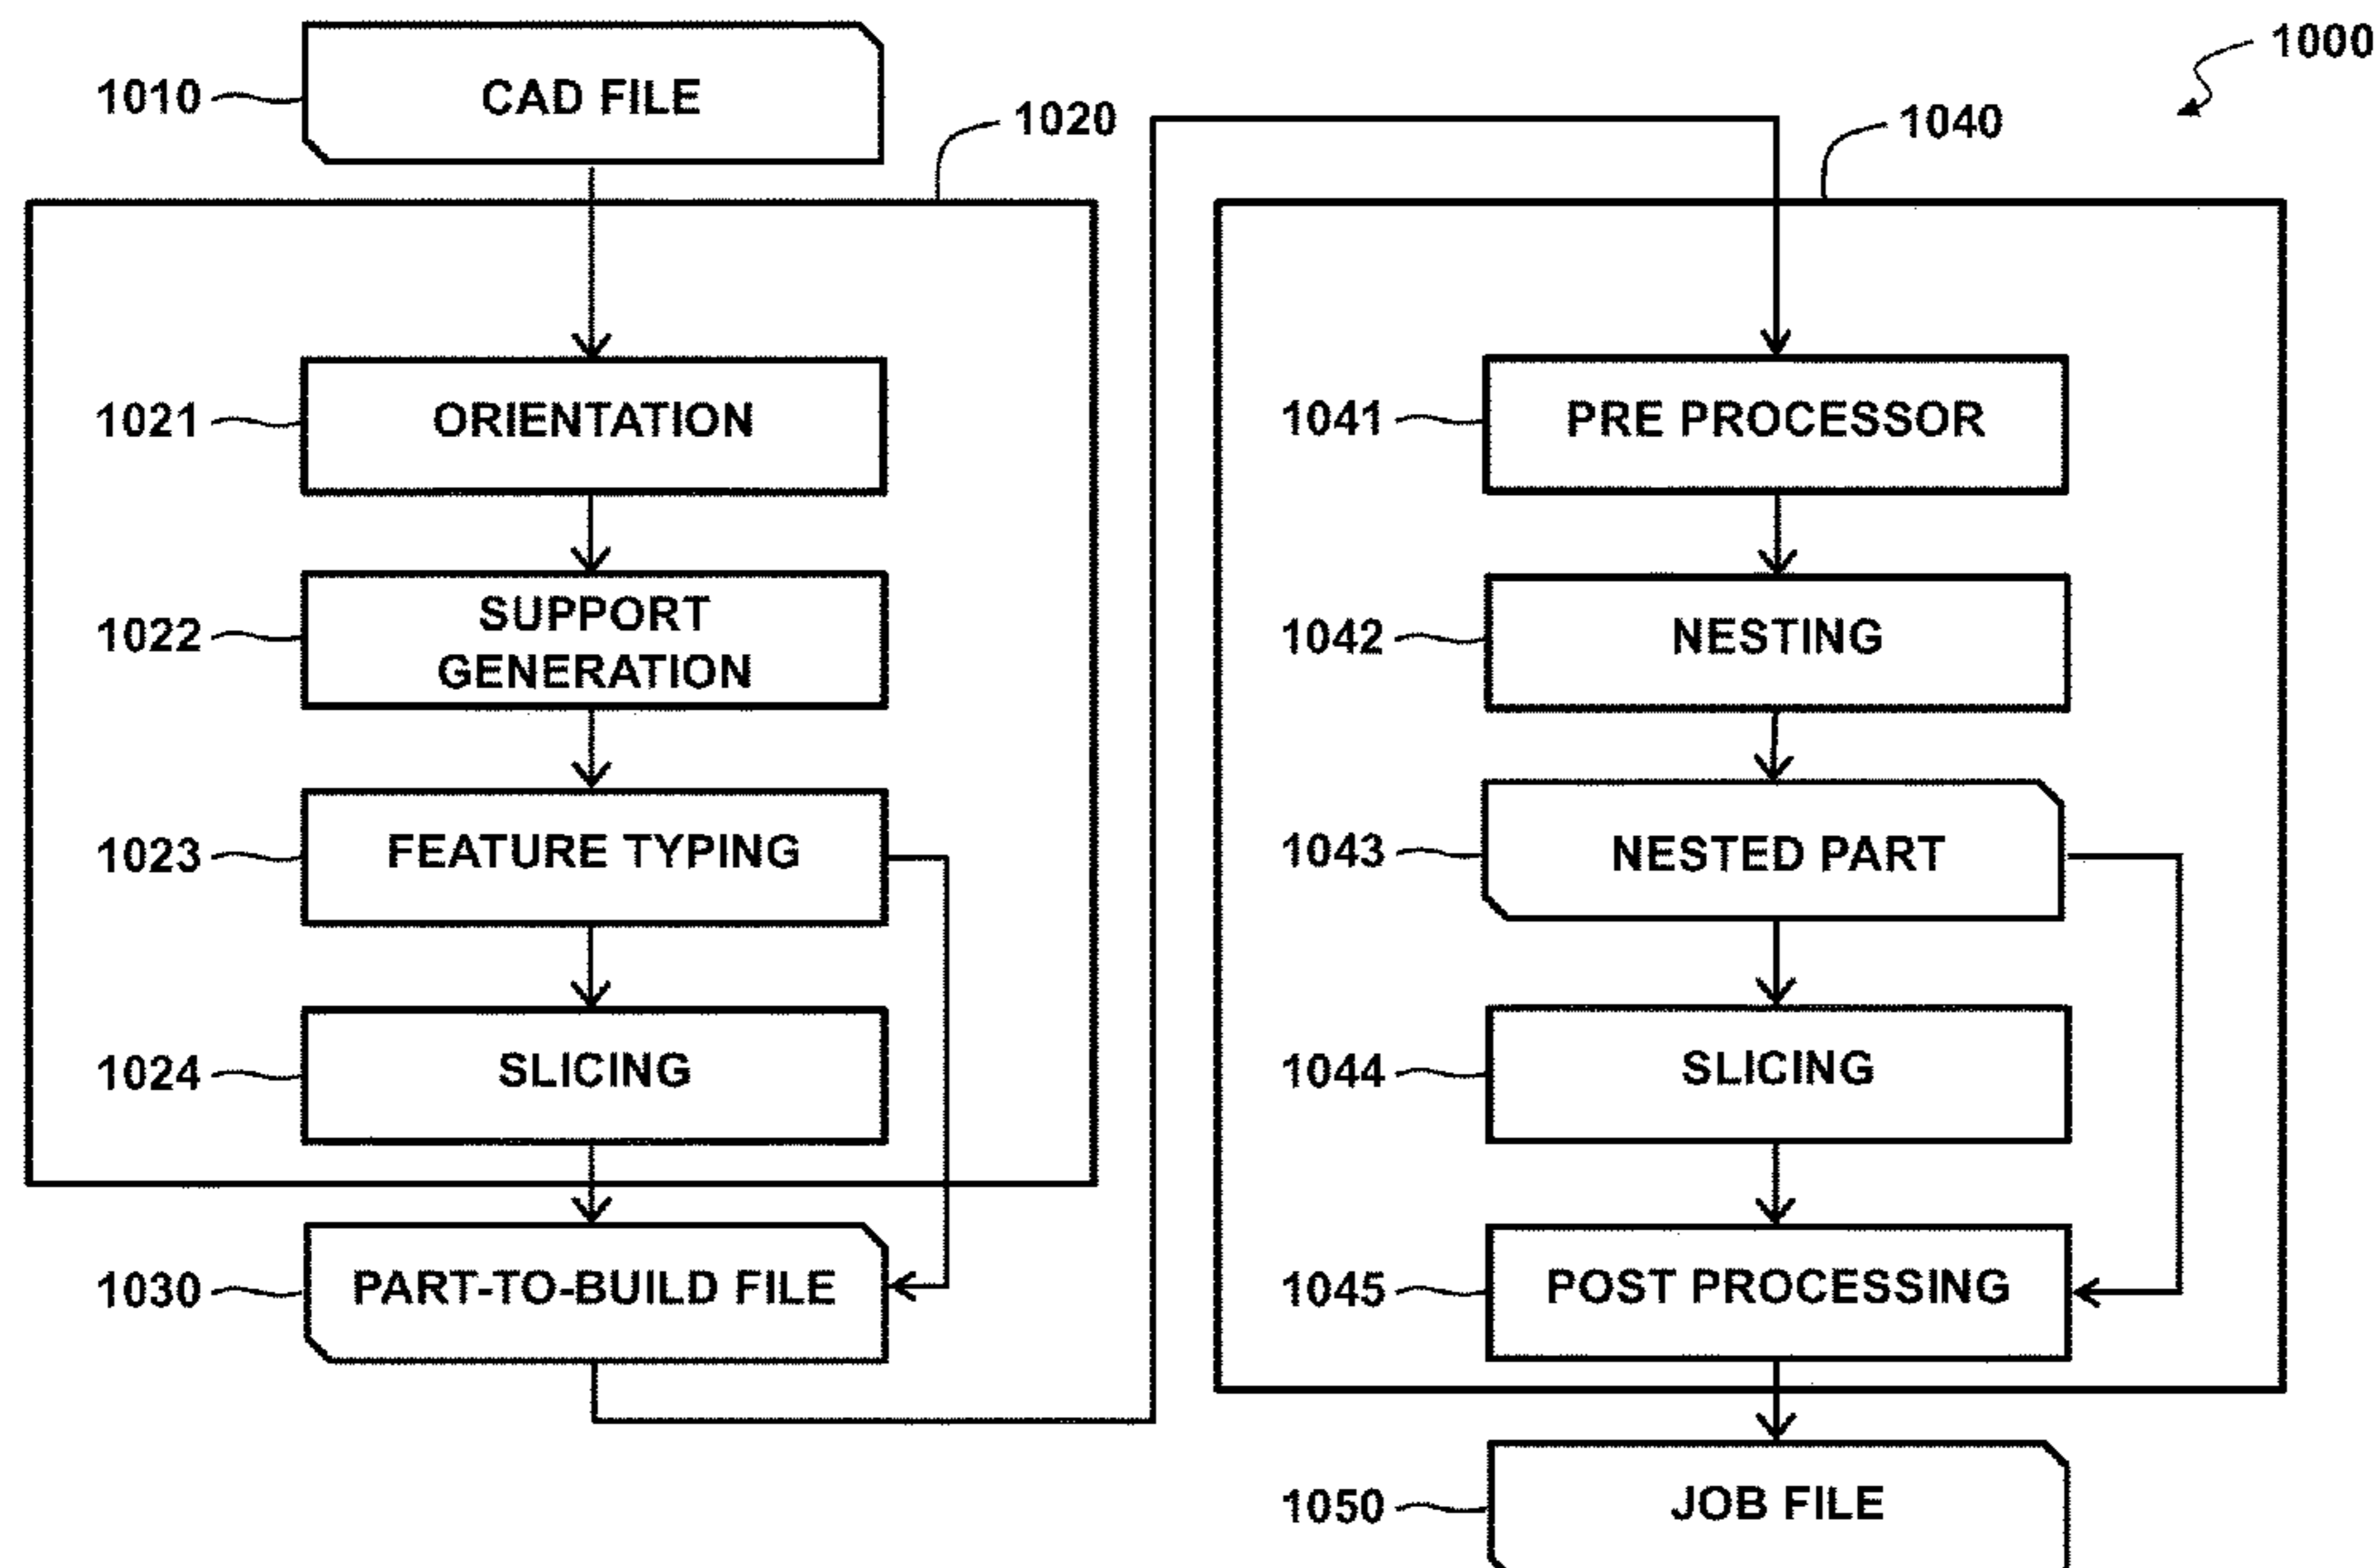 1000
1010
CAD FILE
1020
1021
ORIENTATION
1022
SUPPORT
GENERATION
1023
FEATURE TYPING
1024
SLICING
1030
PART-TO-BUILD FILE
1040
1041
PRE PROCESSOR
1042
NESTING
1043
NESTED PART
1044
SLICING
1045
POST PROCESSING
1050
JOB FILE